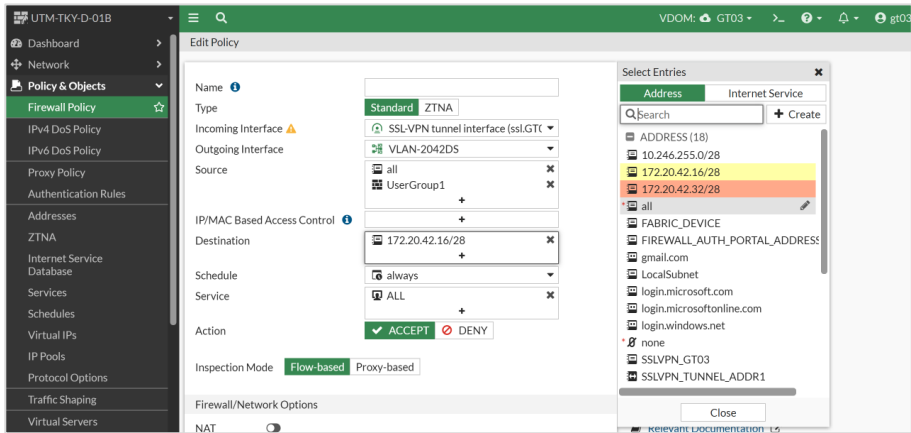 UTM-TKY-D-01B
VDOM: GT03
>_
gt03
Dashboard
Edit Policy
Network
Policy & Objects
Firewall Policy
IPv4 DoS Policy
IPv6 DoS Policy
Proxy Policy
Authentication Rules
Addresses
ZTNA
Internet Service
Database
Services
Schedules
Virtual IPs
IP Pools
Protocol Options
Traffic Shaping
Virtual Servers
Name
Type Standard ZTNA
Incoming Interface SSL-VPN tunnel interface (ssl.GT(
Outgoing Interface VLAN-2042DS
Source all
UserGroup1
+
IP/MAC Based Access Control +
Destination 172.20.42.16/28
+
Schedule always
Service ALL
+
Action ACCEPT DENY
Inspection Mode Flow-based Proxy-based
Firewall/Network Options
NAT
Select Entries
Address Internet Service
Search + Create
ADDRESS (18)
10.246.255.0/28
172.20.42.16/28
172.20.42.32/28
* all
FABRIC_DEVICE
FIREWALL_AUTH_PORTAL_ADDRESS
gmail.com
LocalSubnet
login.microsoft.com
login.microsoftonline.com
login.windows.net
* none
SSLVPN_GT03
SSLVPN_TUNNEL_ADDR1
Close
Relevant Documentation